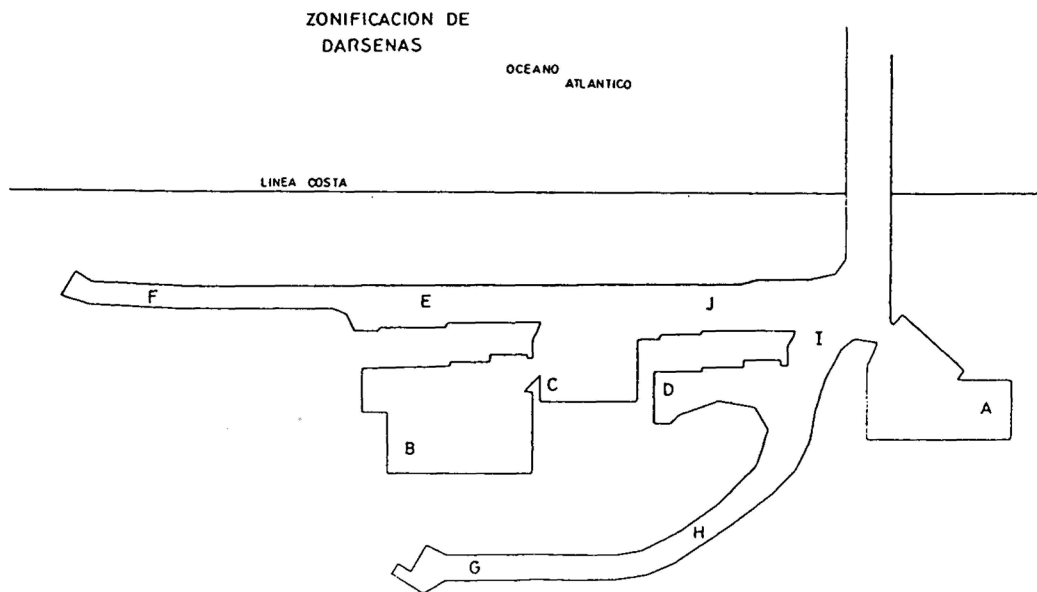 ZONIFICACION DE
DARSENAS
OCEANO
ATLANTICO
LINEA COSTA
F
E
J
I
C
D
A
B
H
G